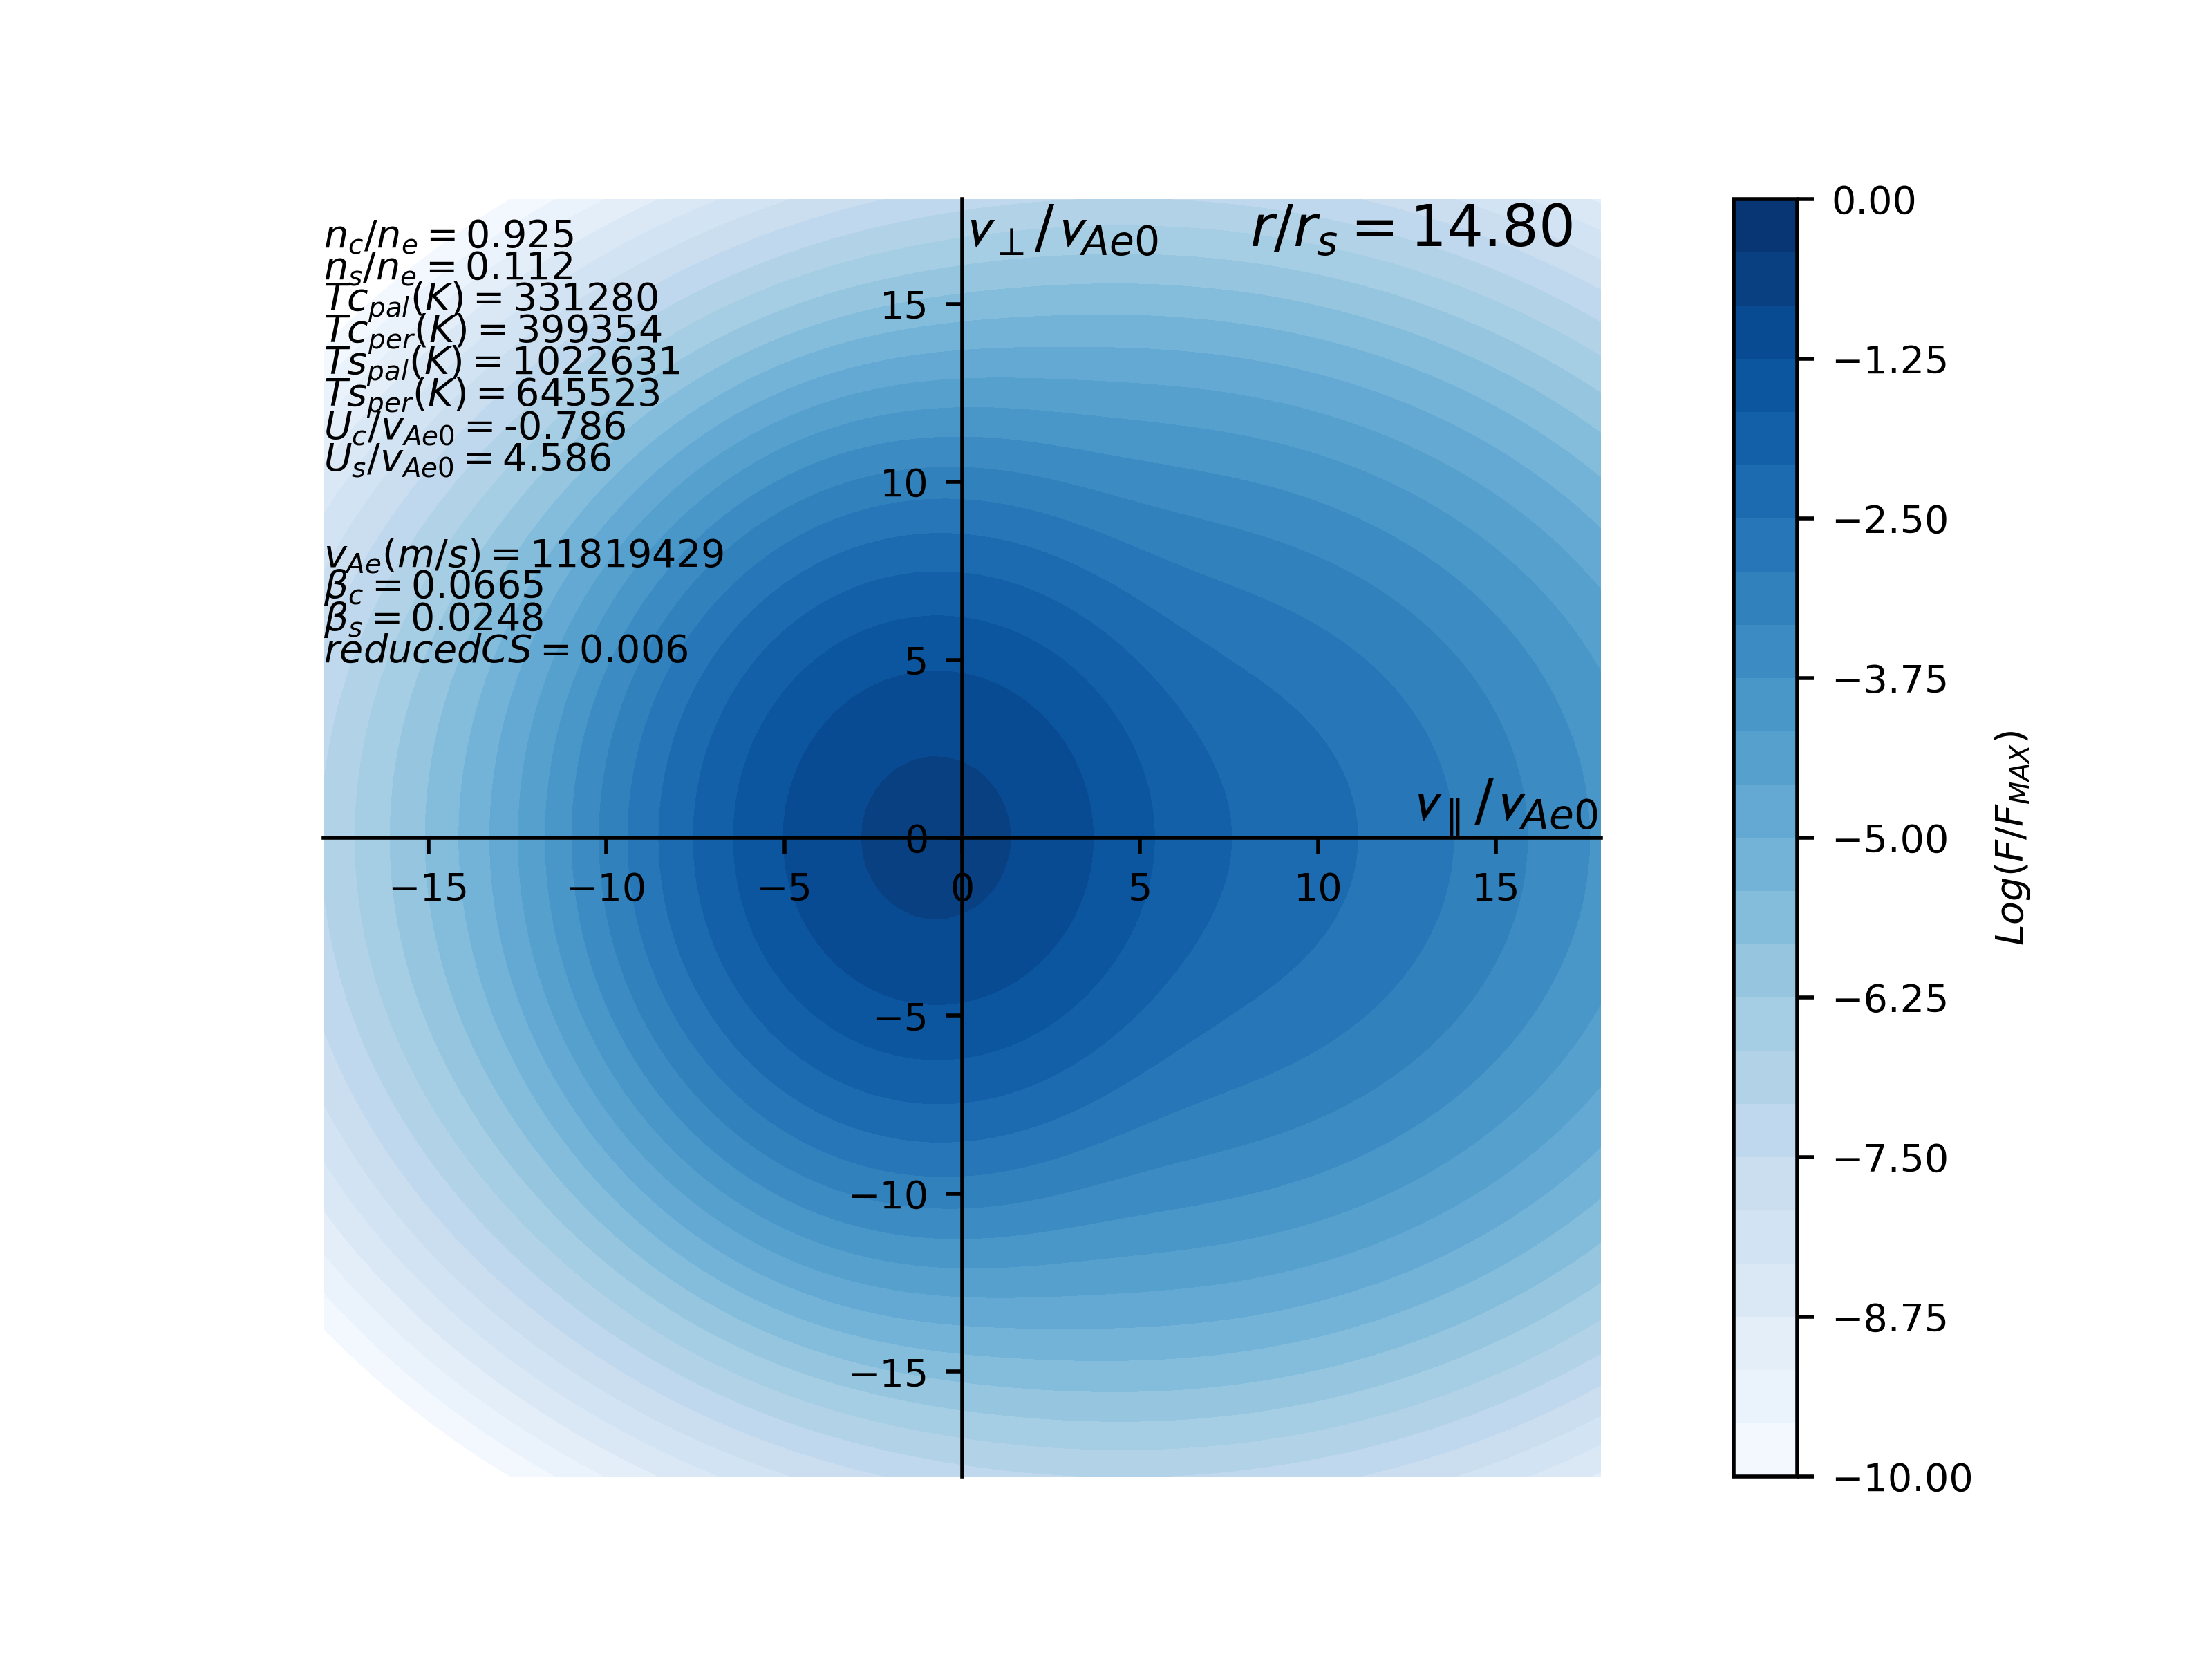 n_c/n_e = 0.925
n_s/n_e = 0.112
Tc_pal(K) = 331280
Tc_per(K) = 399354
Ts_pal(K) = 1022631
Ts_per(K) = 645523
U_c/v_Ae0 = -0.786
U_s/v_Ae0 = 4.586
v_Ae(m/s) = 11819429
β_c = 0.0665
β_s = 0.0248
reducedCS = 0.006
v_⊥/v_Ae0
r/r_s = 14.80
15
10
5
0
−5
−10
−15
v_∥/v_Ae0
−15 −10 −5 0 5 10 15
0.00
−1.25
−2.50
−3.75
−5.00
−6.25
−7.50
−8.75
−10.00
Log(F/F_MAX)